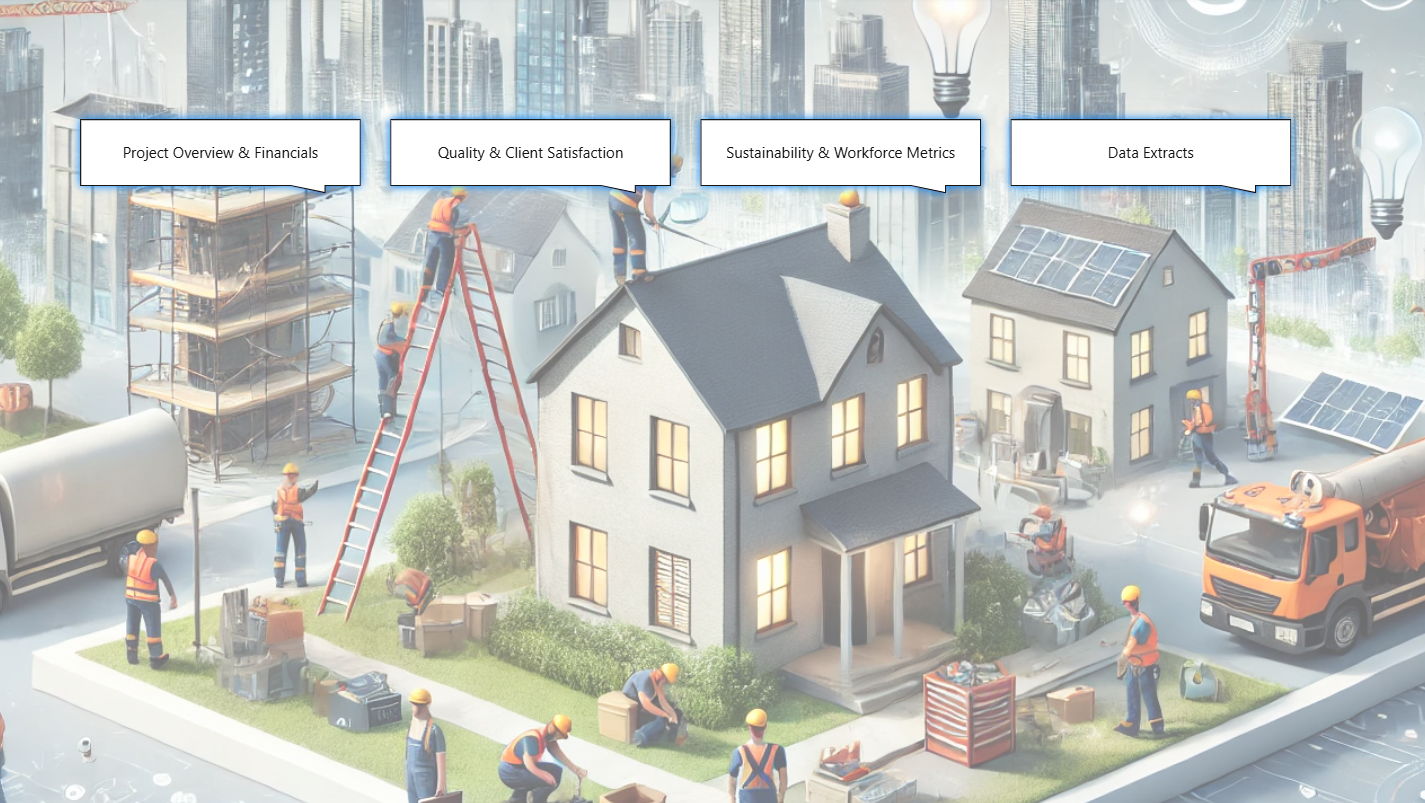 Project Overview & Financials
Quality & Client Satisfaction
Sustainability & Workforce Metrics
Data Extracts